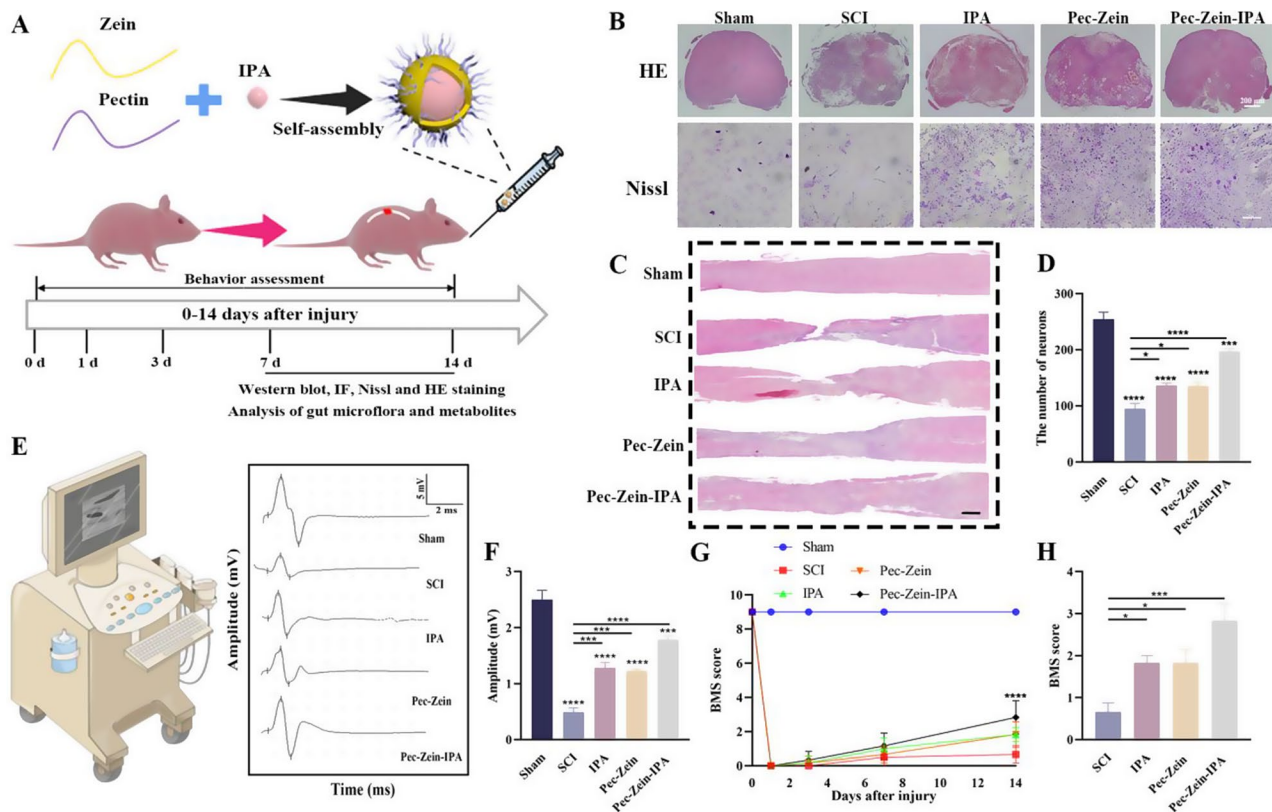 A
Zein
Pectin
IPA
Self-assembly
Behavior assessment
0-14 days after injury
0 d
1 d
3 d
7 d
14 d
Western blot, IF, Nissl and HE staining
Analysis of gut microflora and metabolites
B
Sham
SCI
IPA
Pec-Zein
Pec-Zein-IPA
HE
200 mm
Nissl
C
Sham
SCI
IPA
Pec-Zein
Pec-Zein-IPA
D
The number of neurons
300
200
100
0
****
*
*
****
****
****
***
Sham
SCI
IPA
Pec-Zein
Pec-Zein-IPA
E
Amplitude (mV)
5 mV
2 ms
Sham
SCI
IPA
Pec-Zein
Pec-Zein-IPA
Time (ms)
F
Amplitude (mV)
3
2
1
0
****
***
***
****
****
****
***
Sham
SCI
IPA
Pec-Zein
Pec-Zein-IPA
G
Sham
SCI
IPA
Pec-Zein
Pec-Zein-IPA
BMS score
10
8
6
4
2
0
****
0
2
4
6
8
10
12
14
Days after injury
H
BMS score
4
3
2
1
0
***
*
*
SCI
IPA
Pec-Zein
Pec-Zein-IPA